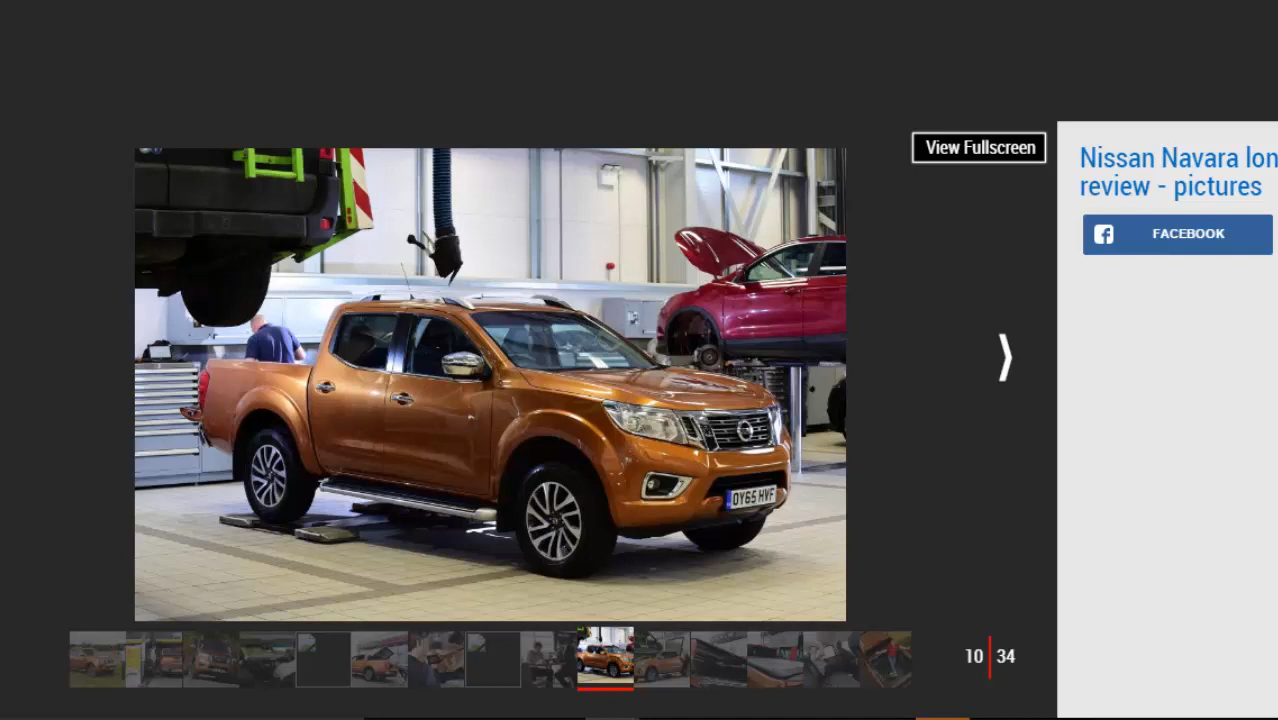 View Fullscreen
Nissan Navara lon
review - pictures
FACEBOOK
OY65 HVF
10 34